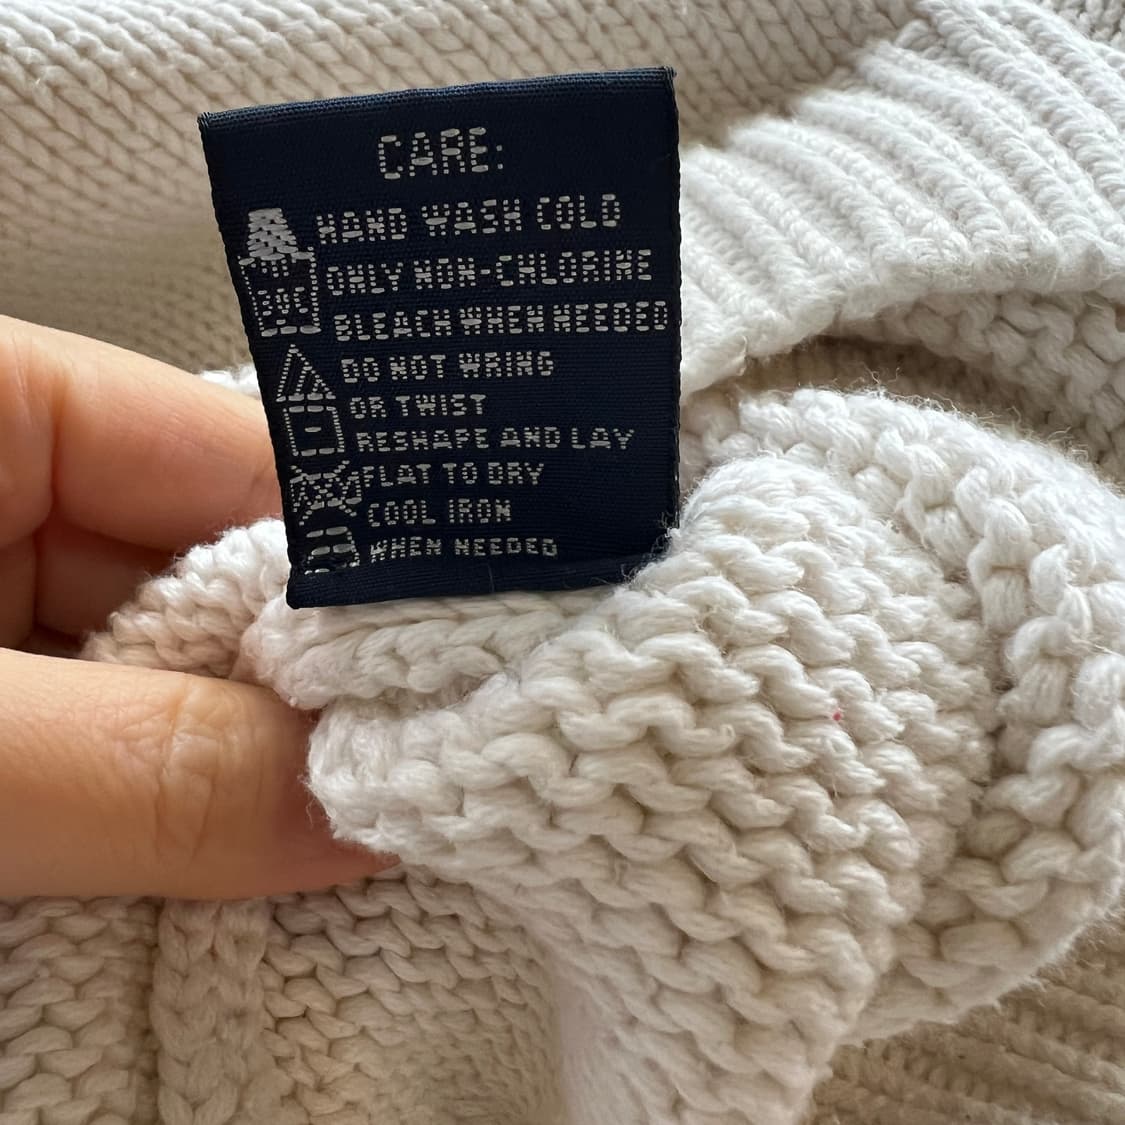 CARE:
HAND WASH COLD
30C
ONLY NON-CHLORINE
BLEACH WHEN NEEDED
DO NOT WRING
OR TWIST
RESHAPE AND LAY
FLAT TO DRY
COOL IRON
WHEN NEEDED